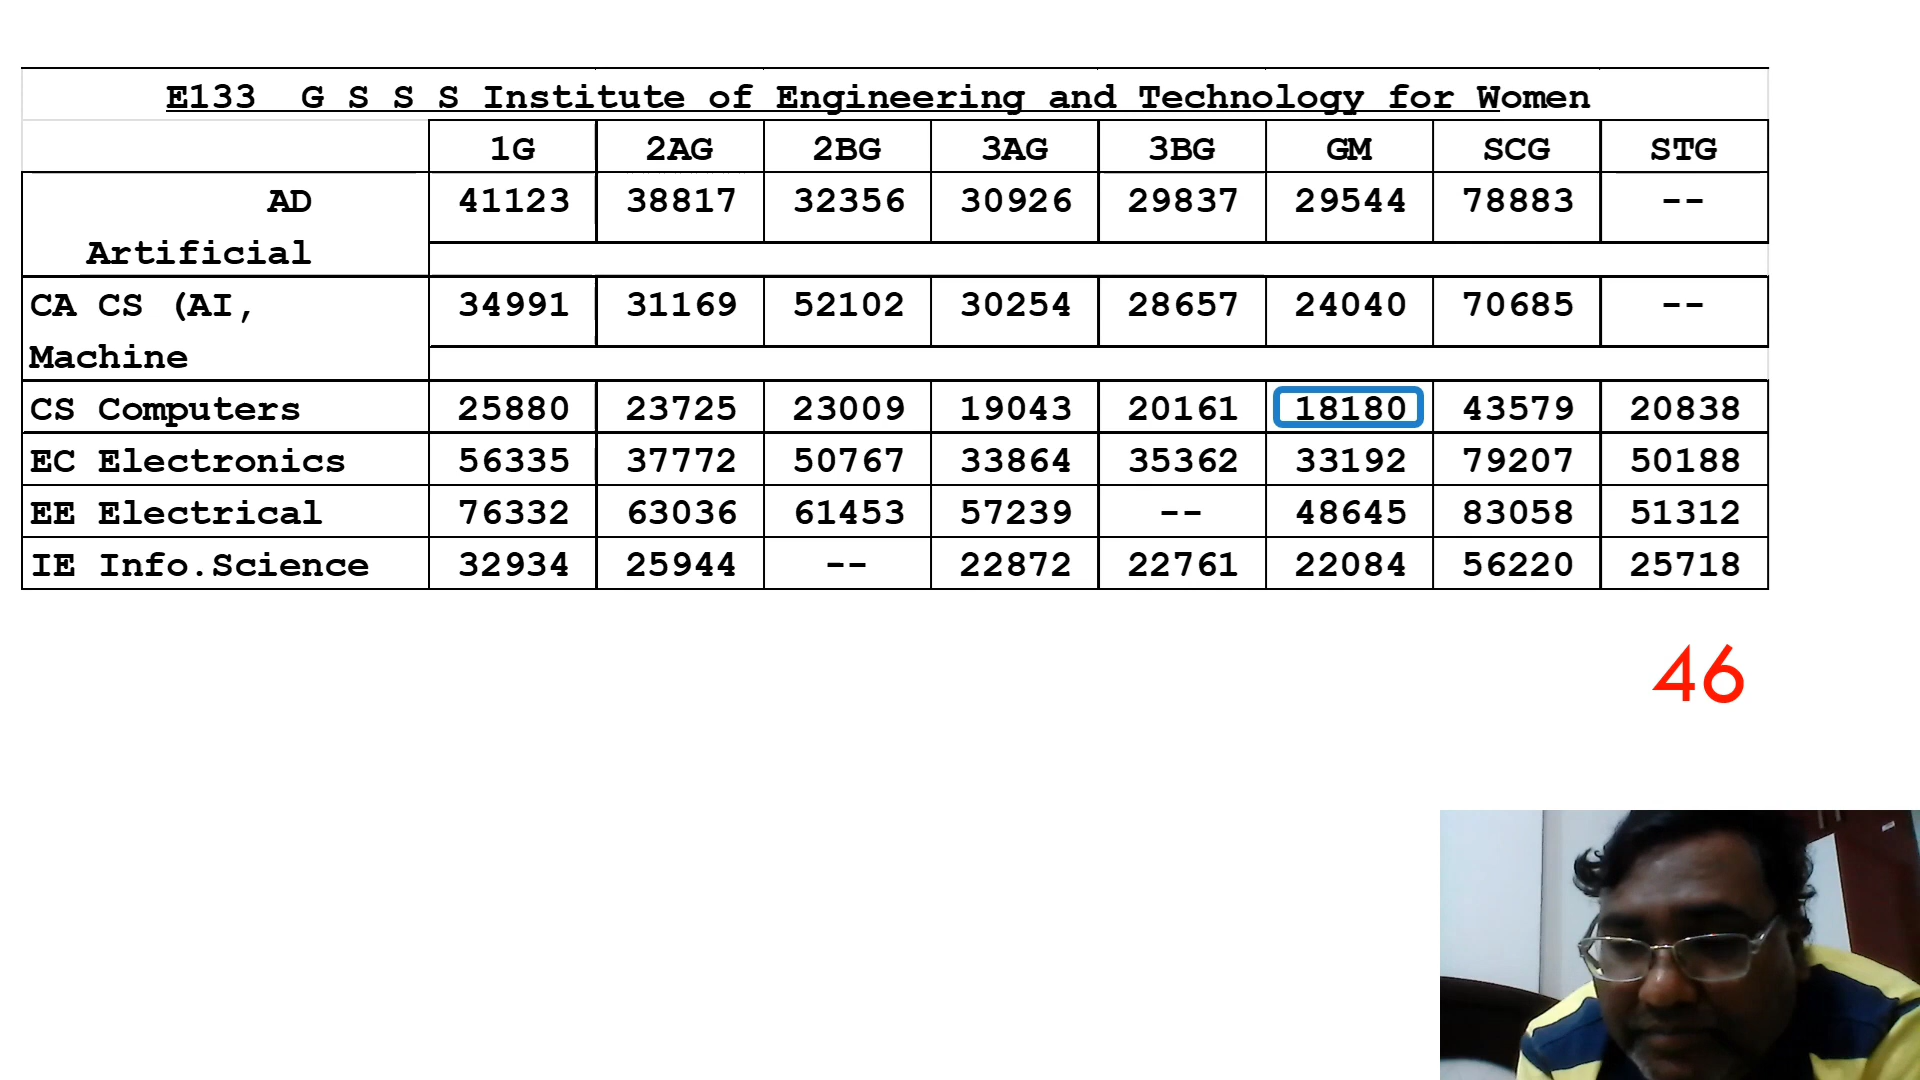 E133 G S S S Institute of Engineering and Technology for Women
1G 2AG 2BG 3AG 3BG GM SCG STG
AD 41123 38817 32356 30926 29837 29544 78883 --
Artificial
CA CS (AI, 34991 31169 52102 30254 28657 24040 70685 --
Machine
CS Computers 25880 23725 23009 19043 20161 18180 43579 20838
EC Electronics 56335 37772 50767 33864 35362 33192 79207 50188
EE Electrical 76332 63036 61453 57239 -- 48645 83058 51312
IE Info.Science 32934 25944 -- 22872 22761 22084 56220 25718
46